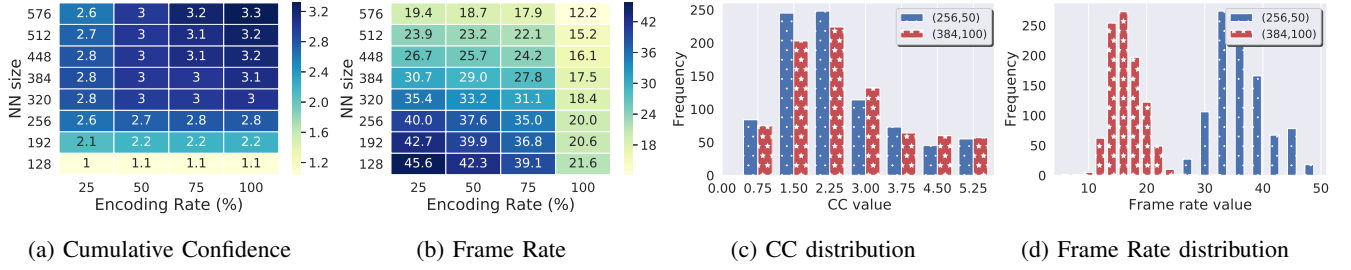 576 2.6 3 3.2 3.3
512 2.7 3 3.1 3.2
448 2.8 3 3.1 3.2
384 2.8 3 3 3.1
320 2.8 3 3 3
256 2.6 2.7 2.8 2.8
192 2.1 2.2 2.2 2.2
128 1 1.1 1.1 1.1
25 50 75 100
NN size
Encoding Rate (%)
3.2
2.8
2.4
2.0
1.6
1.2
(a) Cumulative Confidence
576 19.4 18.7 17.9 12.2
512 23.9 23.2 22.1 15.2
448 26.7 25.7 24.2 16.1
384 30.7 29.0 27.8 17.5
320 35.4 33.2 31.1 18.4
256 40.0 37.6 35.0 20.0
192 42.7 39.9 36.8 20.6
128 45.6 42.3 39.1 21.6
25 50 75 100
NN size
Encoding Rate (%)
42
36
30
24
18
(b) Frame Rate
250
200
150
100
50
0
Frequency
(256,50)
(384,100)
0.00 0.75 1.50 2.25 3.00 3.75 4.50 5.25
CC value
(c) CC distribution
250
200
150
100
50
0
Frequency
(256,50)
(384,100)
10 20 30 40 50
Frame rate value
(d) Frame Rate distribution